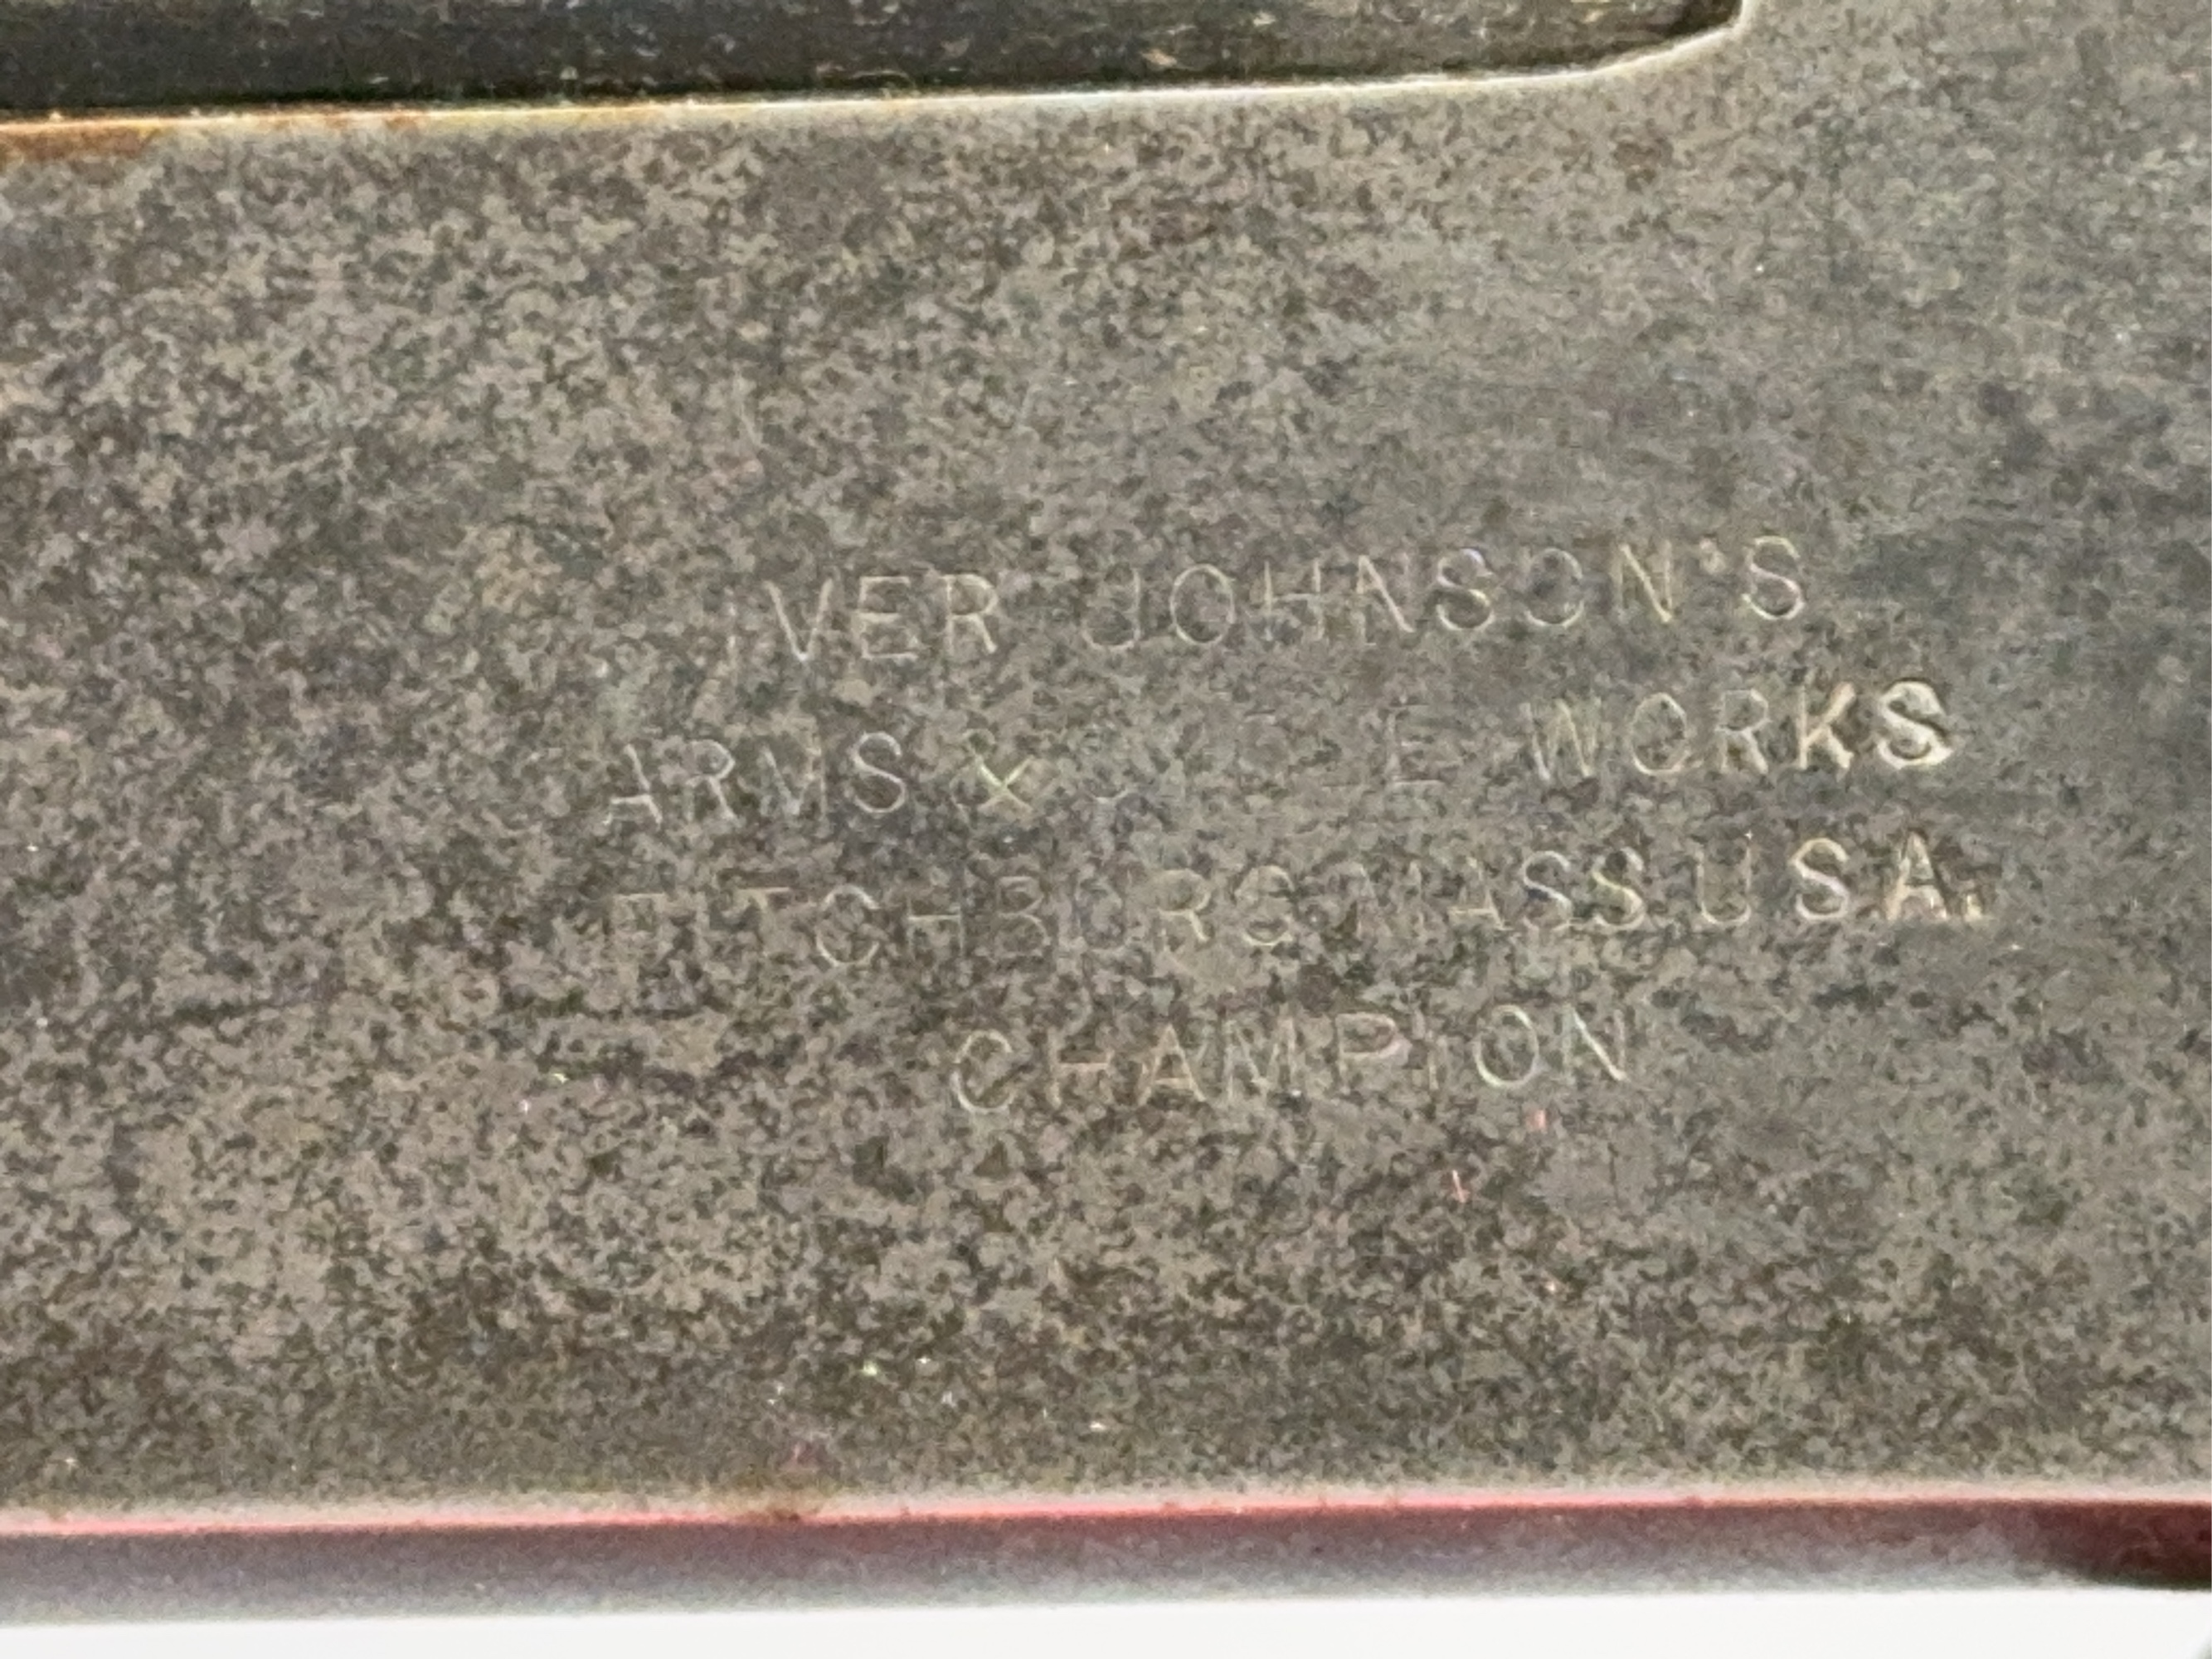 IVER JOHNSON'S
ARMS & WORKS
FITCHBURG MASS U.S.A.
CHAMPION